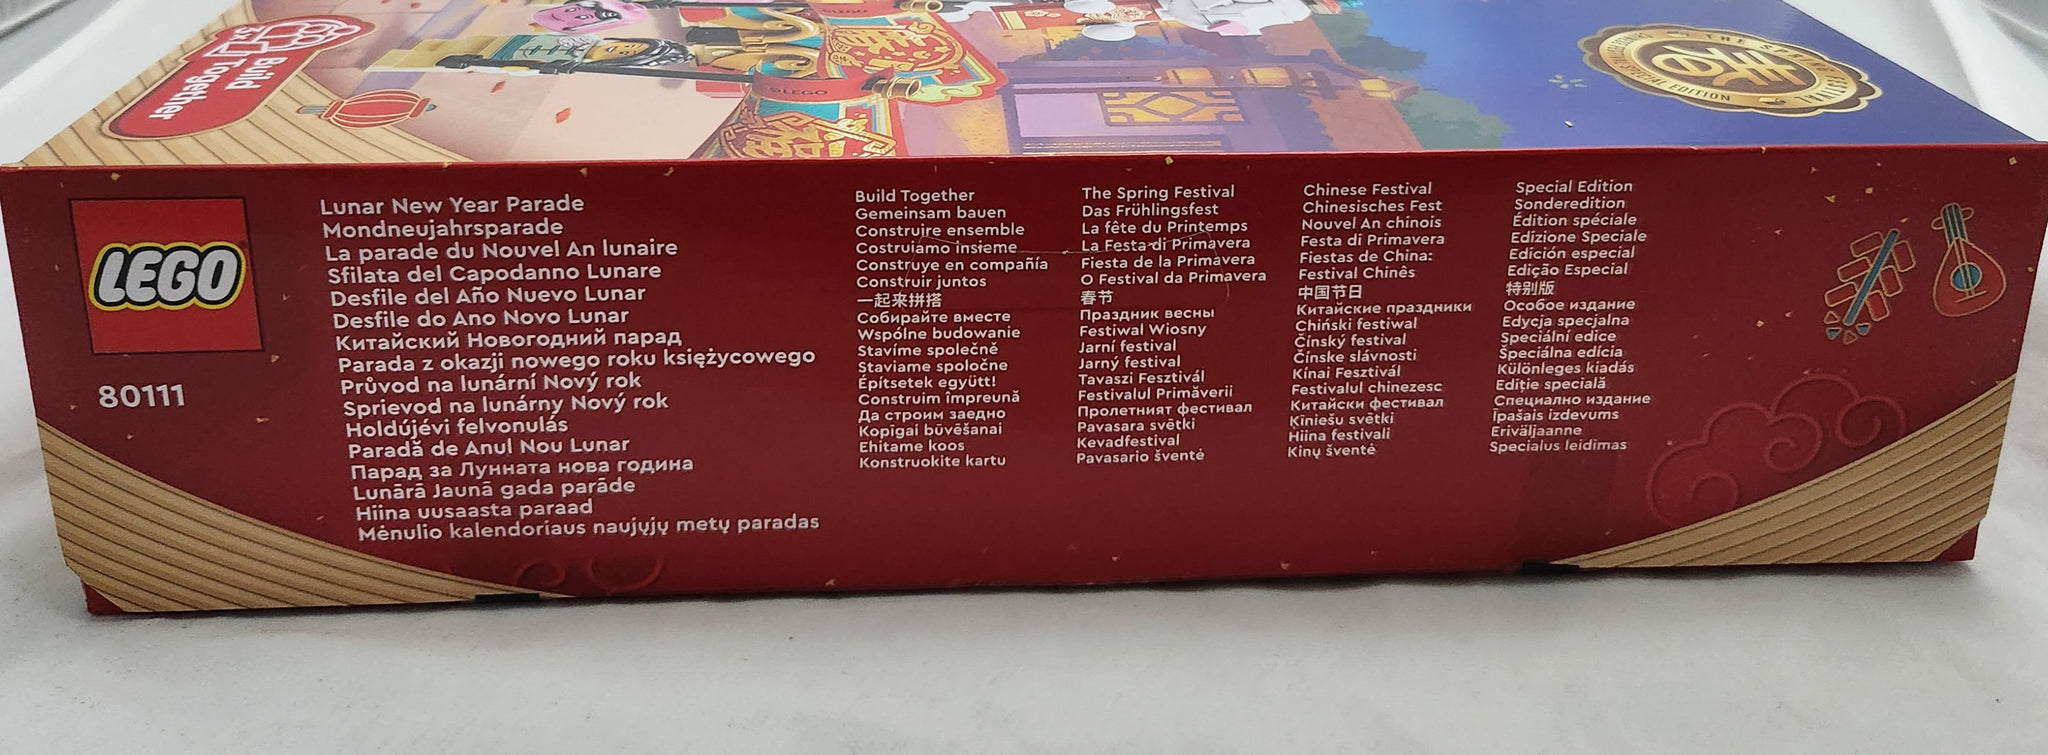 Build
Together
LEGO
LEGO
THE SPRING FESTIVAL
SPECIAL EDITION
LEGO
80111
Lunar New Year Parade
Mondneujahrsparade
La parade du Nouvel An lunaire
Sfilata del Capodanno Lunare
Desfile del Año Nuevo Lunar
Desfile do Ano Novo Lunar
Китайский Новогодний парад
Parada z okazji nowego roku księżycowego
Průvod na lunární Nový rok
Sprievod na lunárny Nový rok
Holdújévi felvonulás
Paradă de Anul Nou Lunar
Парад за Лунната нова година
Lunārā Jaunā gada parāde
Hiina uusaasta paraad
Mėnulio kalendoriaus naujųjų metų paradas
Build Together
Gemeinsam bauen
Construire ensemble
Costruiamo insieme
Construye en compañía
Construir juntos
一起来拼搭
Собирайте вместе
Wspólne budowanie
Stavíme společně
Staviame spoločne
Építsetek együtt!
Construim împreună
Да строим заедно
Kopīgai būvēšanai
Ehitame koos
Konstruokite kartu
The Spring Festival
Das Frühlingsfest
La fête du Printemps
La Festa di Primavera
Fiesta de la Primavera
O Festival da Primavera
春节
Праздник весны
Festiwal Wiosny
Jarní festival
Jarný festival
Tavaszi Fesztivál
Festivalul Primăverii
Пролетният фестивал
Pavasara svētki
Kevadfestival
Pavasario šventė
Chinese Festival
Chinesisches Fest
Nouvel An chinois
Festa di Primavera
Fiestas de China:
Festival Chinês
中国节日
Китайские праздники
Chiński festiwal
Čínský festival
Čínske slávnosti
Kínai Fesztivál
Festivalul chinezesc
Китайски фестивал
Ķīniešu svētki
Hiina festivali
Kinų šventė
Special Edition
Sonderedition
Édition spéciale
Edizione Speciale
Edición especial
Edição Especial
特别版
Особое издание
Edycja specjalna
Speciální edice
Špeciálna edícia
Különleges kiadás
Ediție specială
Специално издание
Īpašais izdevums
Eriväljaanne
Specialus leidimas